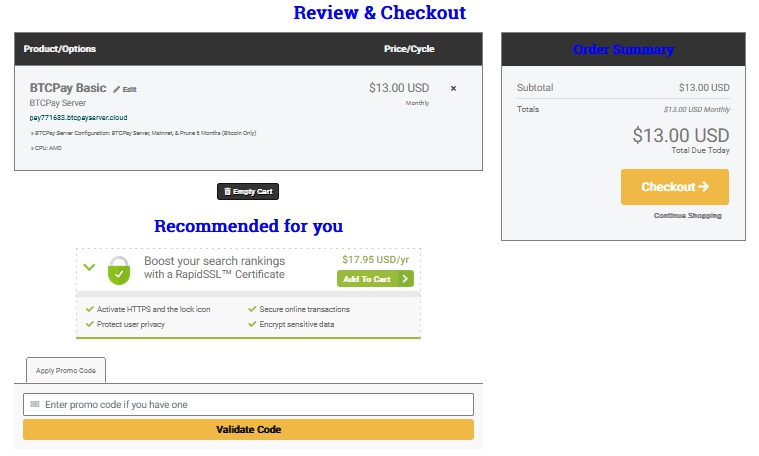 Review & Checkout
Product/Options Price/Cycle
BTCPay Basic Edit $13.00 USD ×
BTCPay Server Monthly
pay771683.btcpayserver.cloud
» BTCPay Server Configuration: BTCPay Server, Mainnet, & Prune 6 Months (Bitcoin Only)
» CPU: AMD
Empty Cart
Order Summary
Subtotal $13.00 USD
Totals $13.00 USD Monthly
$13.00 USD
Total Due Today
Checkout
Continue Shopping
Recommended for you
Boost your search rankings
with a RapidSSL™ Certificate
$17.95 USD/yr
Add To Cart
Activate HTTPS and the lock icon
Secure online transactions
Protect user privacy
Encrypt sensitive data
Apply Promo Code
Enter promo code if you have one
Validate Code